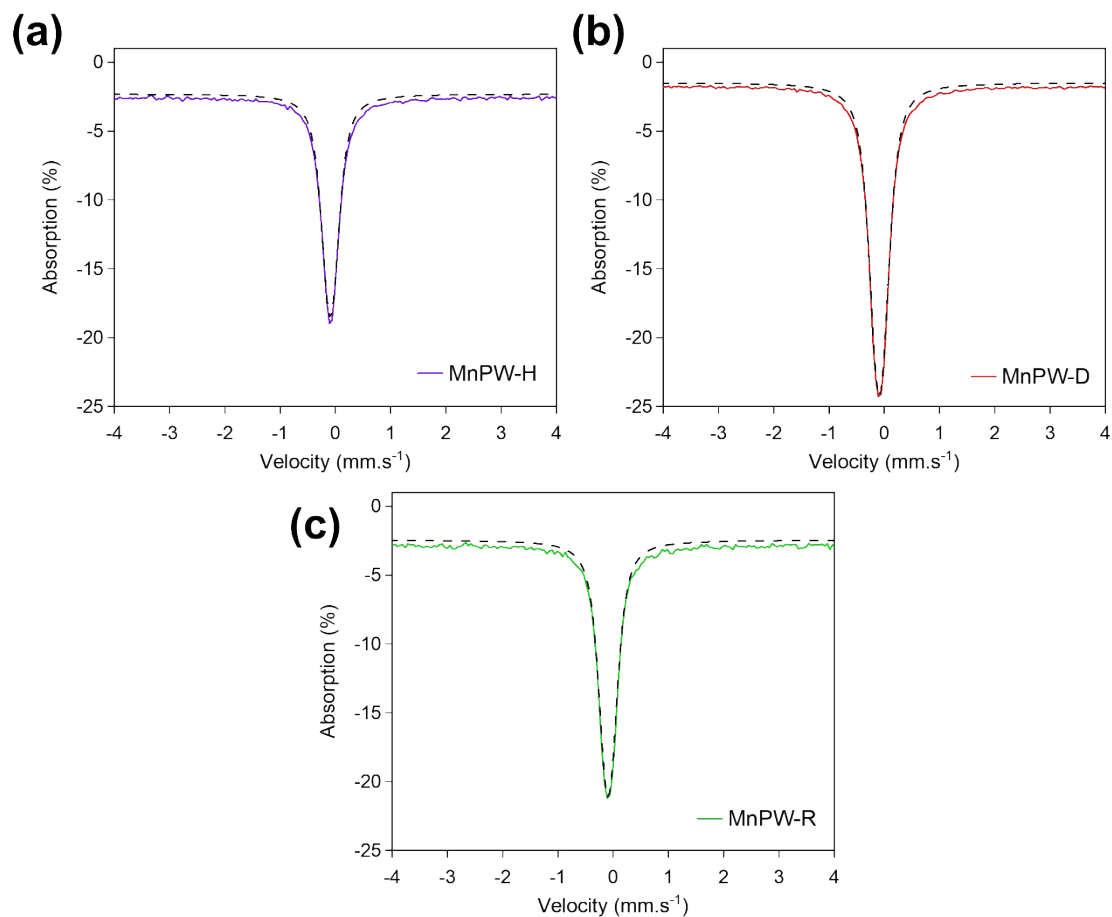 (a)
0
-5
-10
-15
-20
-25
Absorption (%)
-4 -3 -2 -1 0 1 2 3 4
Velocity (mm.s⁻¹)
MnPW-H
(b)
0
-5
-10
-15
-20
-25
Absorption (%)
-4 -3 -2 -1 0 1 2 3 4
Velocity (mm.s⁻¹)
MnPW-D
(c)
0
-5
-10
-15
-20
-25
Absorption (%)
-4 -3 -2 -1 0 1 2 3 4
Velocity (mm.s⁻¹)
MnPW-R